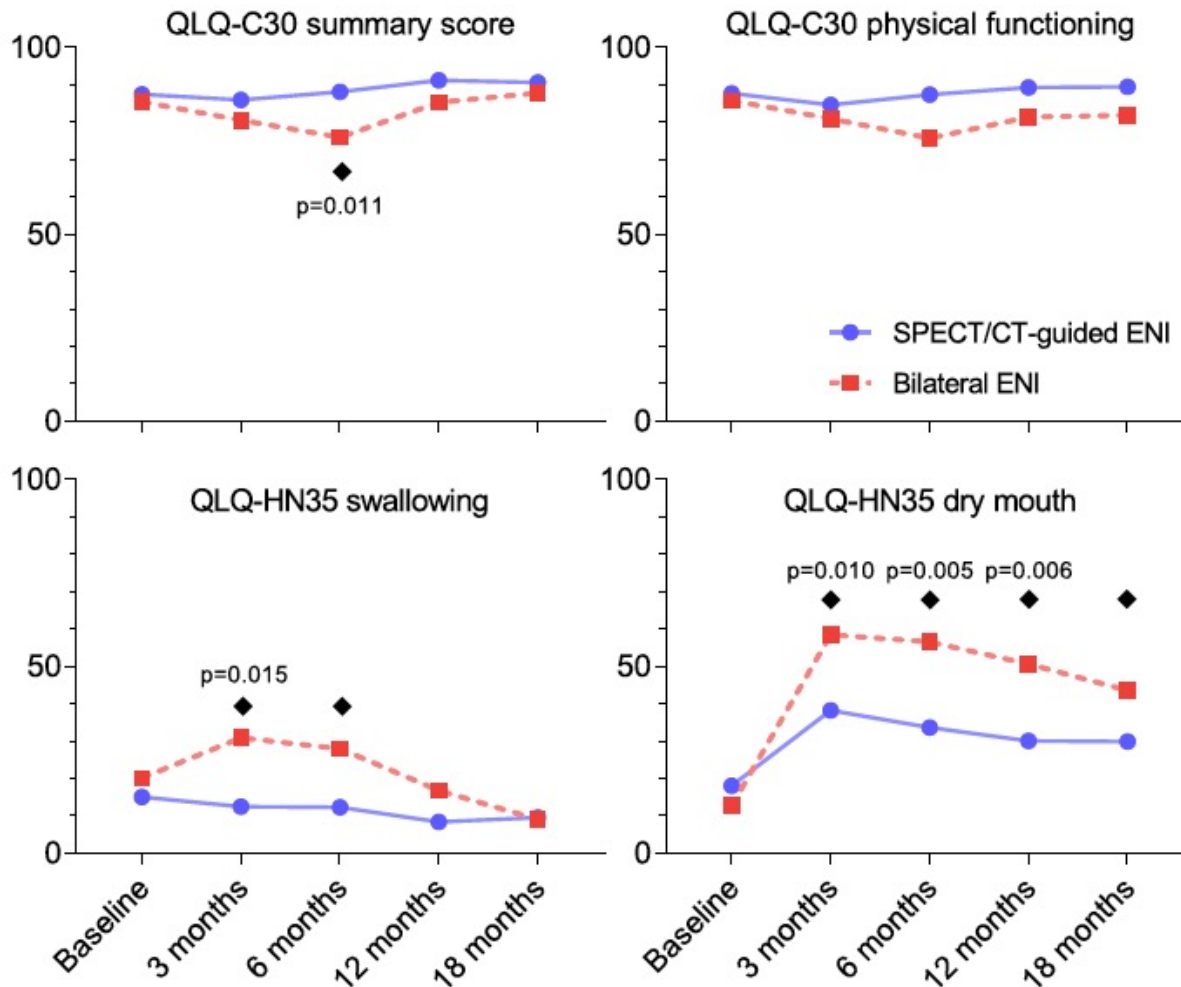 QLQ-C30 summary score
100
50
0
p=0.011
QLQ-C30 physical functioning
100
50
0
SPECT/CT-guided ENI
Bilateral ENI
QLQ-HN35 swallowing
100
50
0
p=0.015
Baseline
3 months
6 months
12 months
18 months
QLQ-HN35 dry mouth
100
50
0
p=0.010 p=0.005 p=0.006
Baseline
3 months
6 months
12 months
18 months